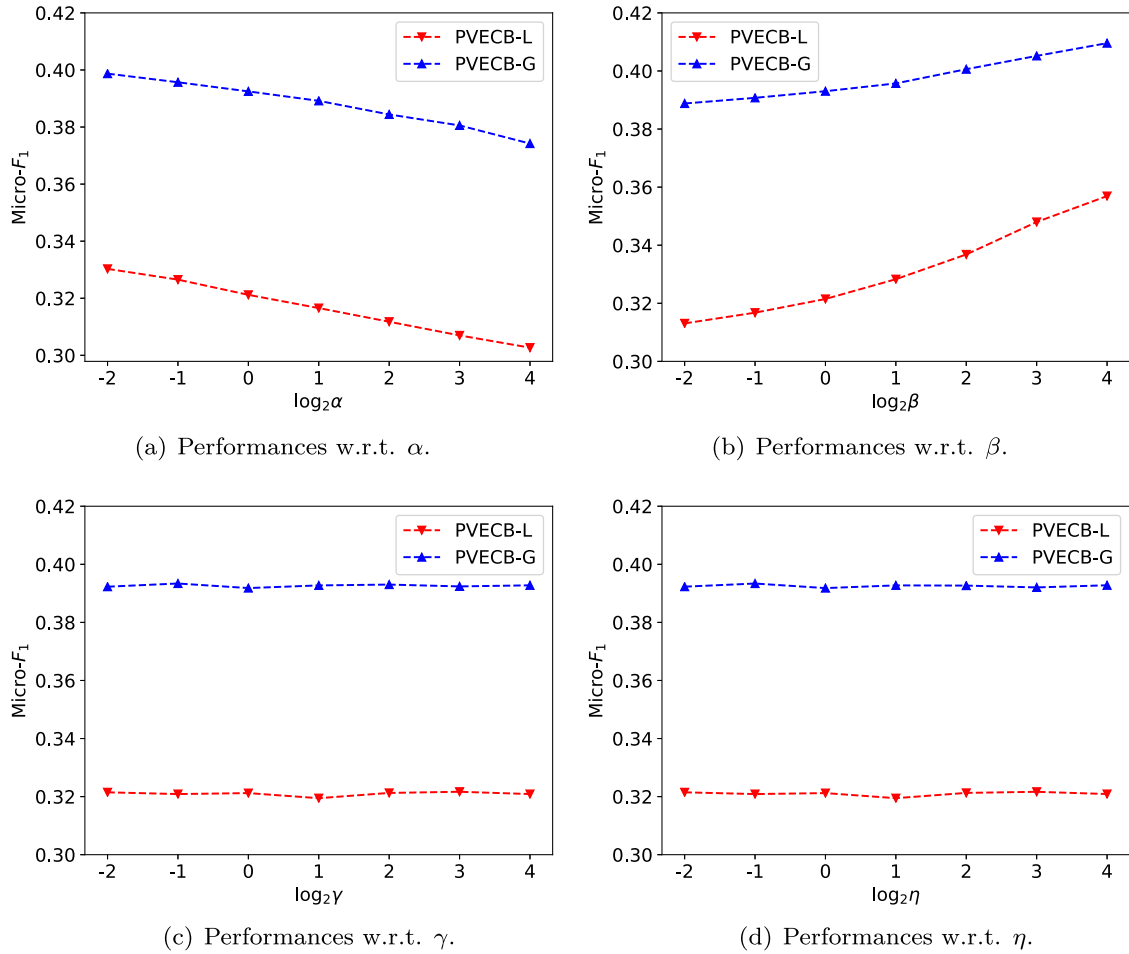 0.42
0.40
0.38
0.36
0.34
0.32
0.30
Micro-F₁
PVECB-L
PVECB-G
-2 -1 0 1 2 3 4
log₂α
(a) Performances w.r.t. α.
0.42
0.40
0.38
0.36
0.34
0.32
0.30
Micro-F₁
PVECB-L
PVECB-G
-2 -1 0 1 2 3 4
log₂β
(b) Performances w.r.t. β.
0.42
0.40
0.38
0.36
0.34
0.32
0.30
Micro-F₁
PVECB-L
PVECB-G
-2 -1 0 1 2 3 4
log₂γ
(c) Performances w.r.t. γ.
0.42
0.40
0.38
0.36
0.34
0.32
0.30
Micro-F₁
PVECB-L
PVECB-G
-2 -1 0 1 2 3 4
log₂η
(d) Performances w.r.t. η.